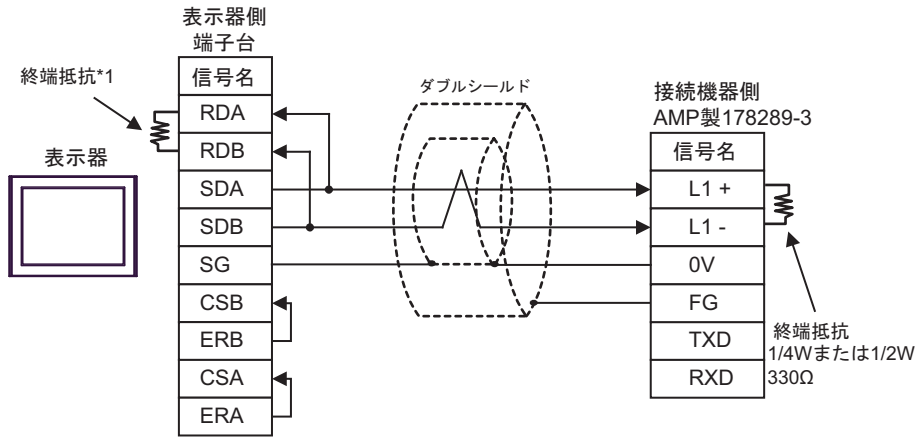 表示器側
端子台
終端抵抗*1
表示器
信号名
RDA
RDB
SDA
SDB
SG
CSB
ERB
CSA
ERA
ダブルシールド
接続機器側
AMP製178289-3
信号名
L1 +
L1 -
0V
FG
TXD
RXD
終端抵抗
1/4Wまたは1/2W
330Ω